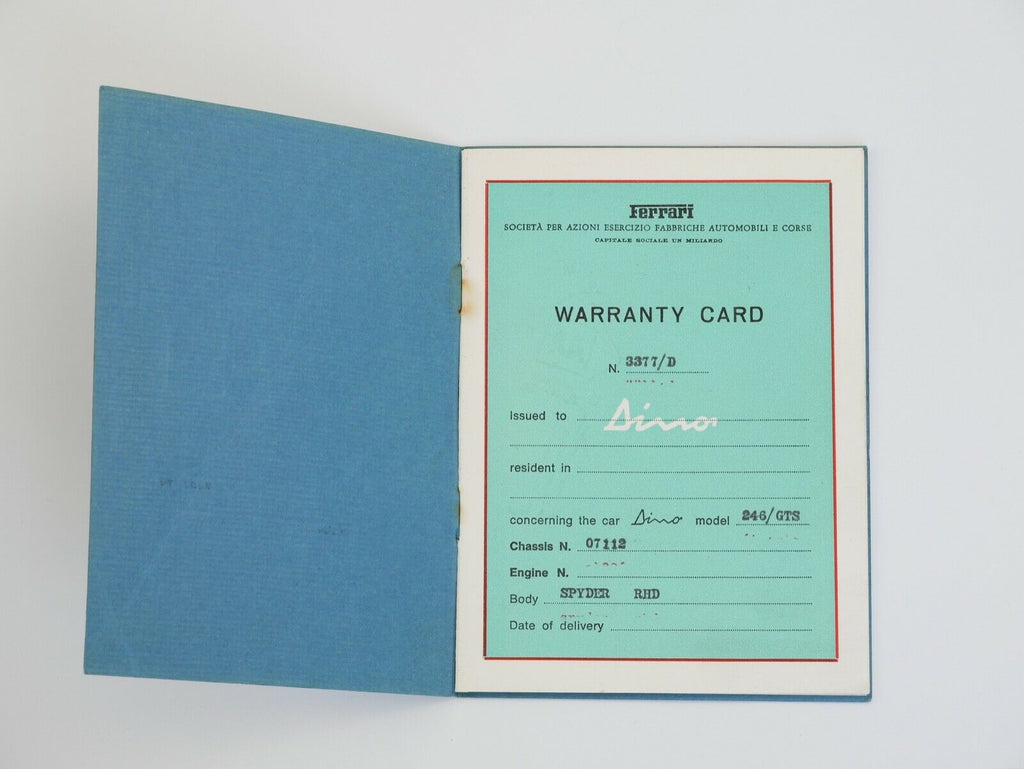 Ferrari
SOCIETÀ PER AZIONI ESERCIZIO FABBRICHE AUTOMOBILI E CORSE
CAPITALE SOCIALE UN MILIARDO
WARRANTY CARD
N. 3377/D
Issued to
Dino
resident in
concerning the car Dino model 246/GTS
Chassis N. 07112
Engine N.
Body SPYDER RHD
Date of delivery